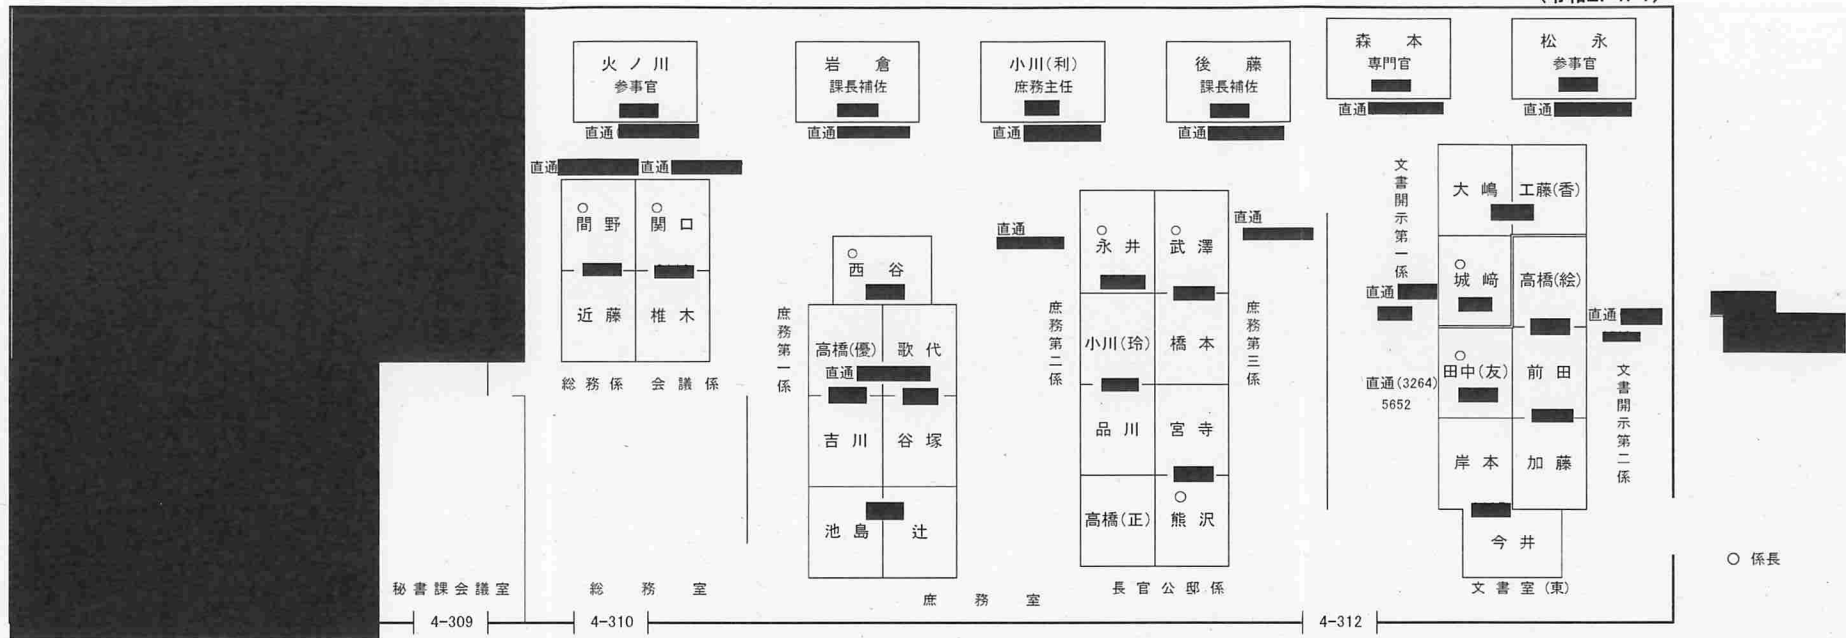 火ノ川
参事官
直通
岩倉
課長補佐
直通
小川(利)
庶務主任
直通
後藤
課長補佐
直通
森本
専門官
直通
松永
参事官
直通
直通
直通
○
間野
○
関口
近藤
椎木
総務係
会議係
庶務第一係
○
西谷
高橋(優)
歌代
直通
吉川
谷塚
池島
辻
直通
庶務第二係
○
永井
○
武澤
小川(玲)
橋本
品川
宮寺
高橋(正)
○
熊沢
直通
庶務第三係
長官公邸係
文書開示第一係
直通
直通(3264)
5652
大嶋
工藤(香)
○
城﨑
高橋(絵)
○
田中(友)
前田
岸本
加藤
今井
直通
文書開示第二係
○ 係長
秘書課会議室
総務室
庶務室
文書室(東)
4-309
4-310
4-312